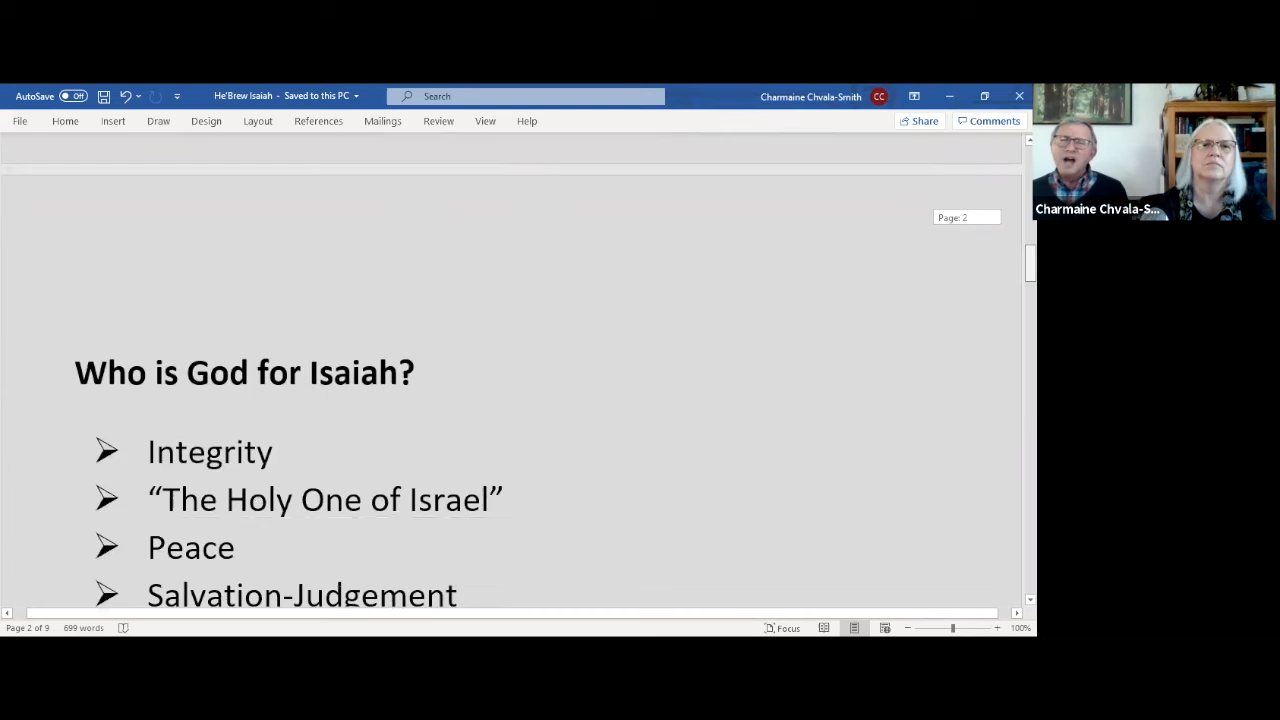 AutoSave Off He'Brew Isaiah - Saved to this PC Search Charmaine Chvala-Smith CC
File Home Insert Draw Design Layout References Mailings Review View Help Share Comments
Charmaine Chvala-S...
Page: 2
Who is God for Isaiah?
➢ Integrity
➢ “The Holy One of Israel”
➢ Peace
➢ Salvation-Judgement
Page 2 of 9 699 words Focus 100%